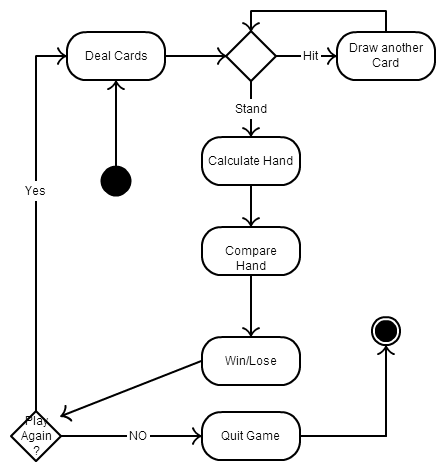 Deal Cards
Hit
Draw another
Card
Stand
Calculate Hand
Yes
Compare
Hand
Win/Lose
Play
Again
?
NO
Quit Game